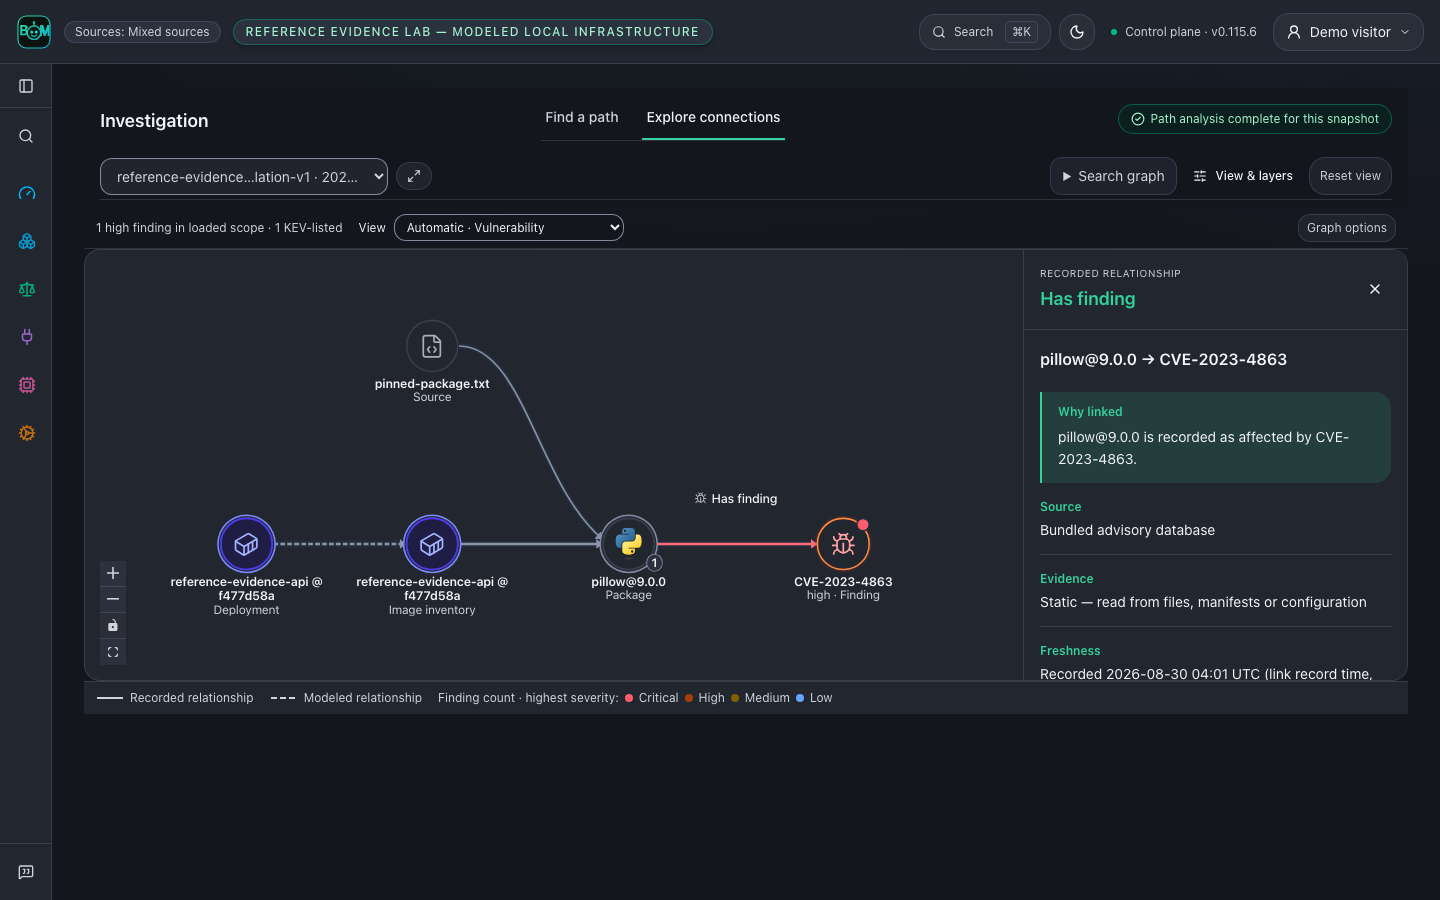 BOM
Sources: Mixed sources
REFERENCE EVIDENCE LAB — MODELED LOCAL INFRASTRUCTURE
Search
⌘K
Control plane · v0.115.6
Demo visitor
Investigation
Find a path
Explore connections
Path analysis complete for this snapshot
reference-evidence...lation-v1 · 202...
Search graph
View & layers
Reset view
1 high finding in loaded scope · 1 KEV-listed
View
Automatic · Vulnerability
Graph options
pinned-package.txt
Source
Has finding
reference-evidence-api @
f477d58a
Deployment
reference-evidence-api @
f477d58a
Image inventory
1
pillow@9.0.0
Package
CVE-2023-4863
high · Finding
RECORDED RELATIONSHIP
Has finding
pillow@9.0.0 → CVE-2023-4863
Why linked
pillow@9.0.0 is recorded as affected by CVE-
2023-4863.
Source
Bundled advisory database
Evidence
Static — read from files, manifests or configuration
Freshness
Recorded 2026-08-30 04:01 UTC (link record time,
Recorded relationship
Modeled relationship
Finding count · highest severity:
Critical
High
Medium
Low